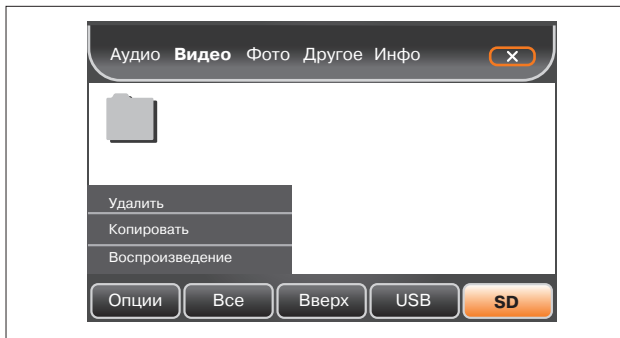 Аудио Видео Фото Другое Инфо X
Удалить
Копировать
Воспроизведение
Опции Все Вверх USB SD